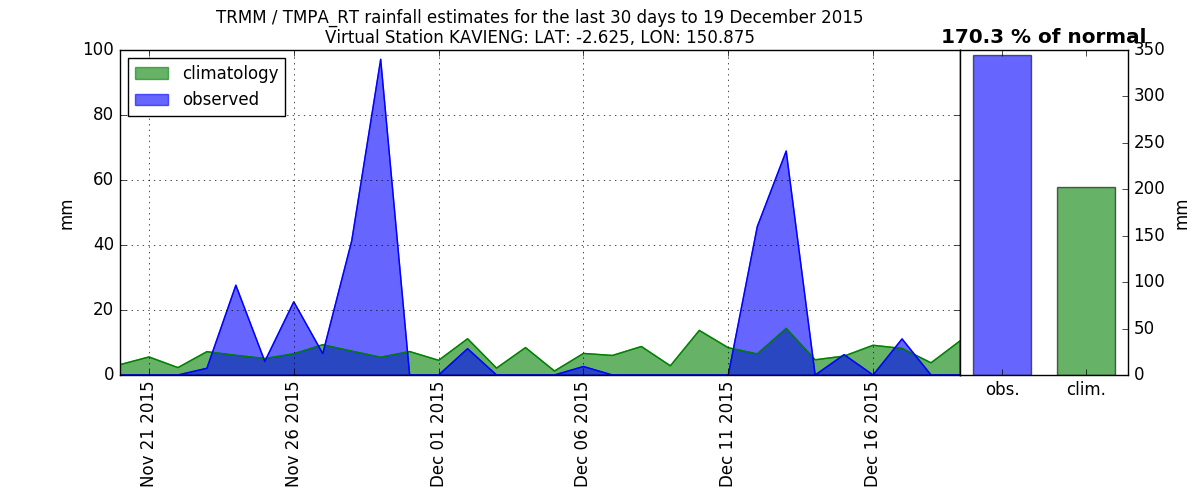 TRMM / TMPA_RT rainfall estimates for the last 30 days to 19 December 2015
Virtual Station KAVIENG: LAT: -2.625, LON: 150.875
170.3 % of normal
climatology
observed
100
80
60
40
20
0
mm
Nov 21 2015
Nov 26 2015
Dec 01 2015
Dec 06 2015
Dec 11 2015
Dec 16 2015
350
300
250
200
150
100
50
0
mm
obs.
clim.